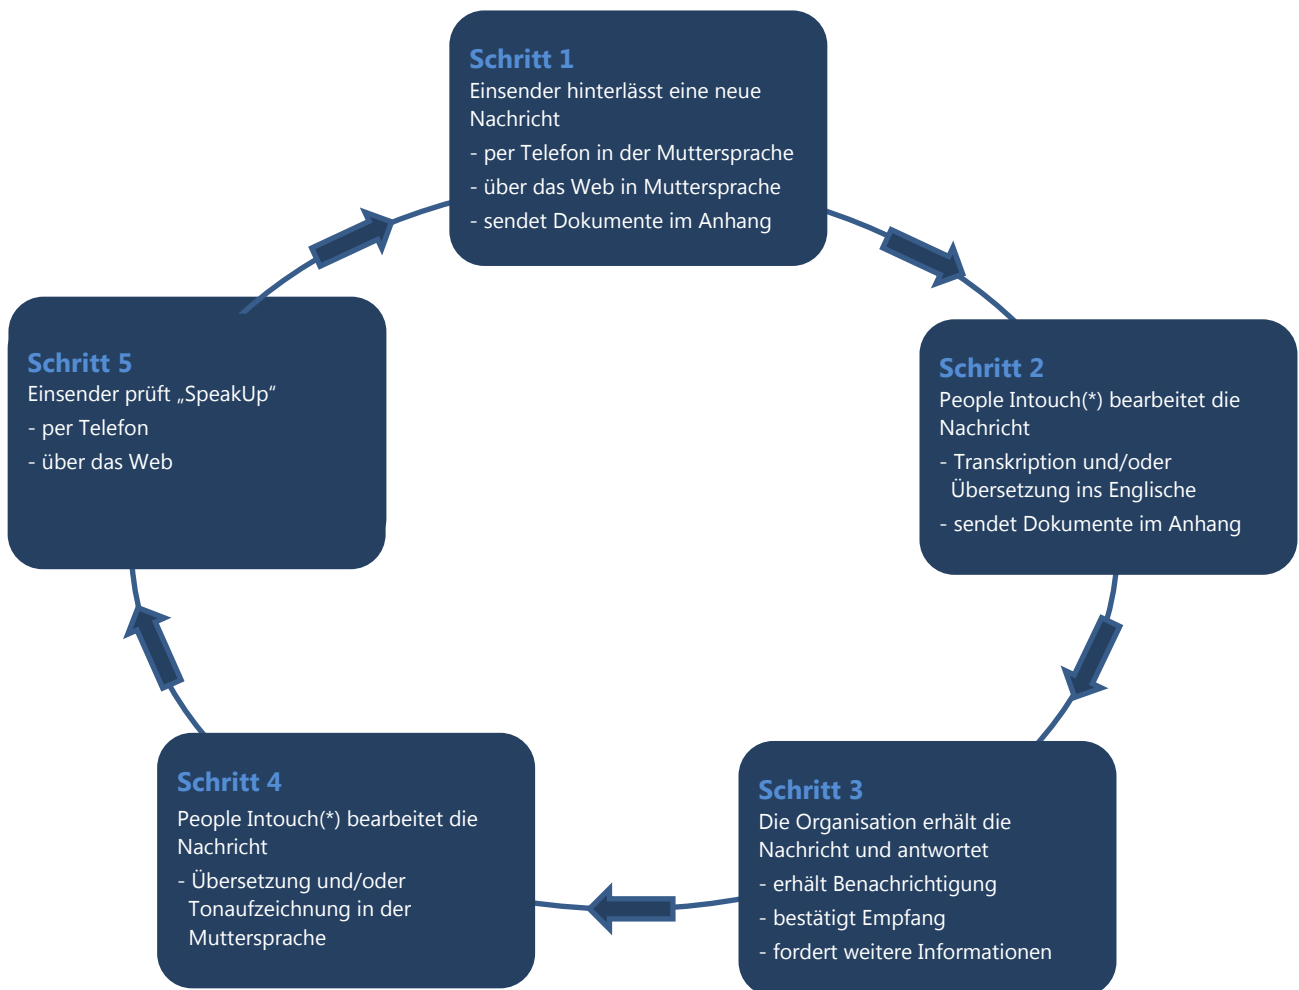 Schritt 1
Einsender hinterlässt eine neue
Nachricht
- per Telefon in der Muttersprache
- über das Web in Muttersprache
- sendet Dokumente im Anhang
Schritt 2
People Intouch(*) bearbeitet die
Nachricht
- Transkription und/oder
Übersetzung ins Englische
- sendet Dokumente im Anhang
Schritt 3
Die Organisation erhält die
Nachricht und antwortet
- erhält Benachrichtigung
- bestätigt Empfang
- fordert weitere Informationen
Schritt 4
People Intouch(*) bearbeitet die
Nachricht
- Übersetzung und/oder
Tonaufzeichnung in der
Muttersprache
Schritt 5
Einsender prüft „SpeakUp“
- per Telefon
- über das Web